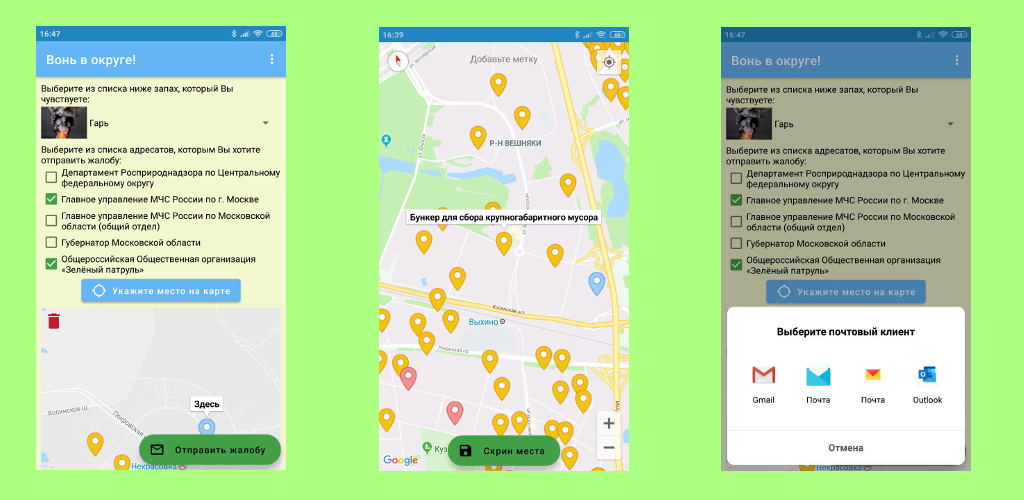 16:47
Вонь в округе!
Выберите из списка ниже запах, который Вы
чувствуете:
Гарь
Выберите из списка адресатов, которым Вы хотите
отправить жалобу:
Департамент Росприроднадзора по Центральному
федеральному округу
Главное управление МЧС России по г. Москве
Главное управление МЧС России по Московской
области (общий отдел)
Губернатор Московской области
Общероссийская Общественная организация
«Зелёный патруль»
Укажите место на карте
Здесь
Косинское ш.
Покровская
Отправить жалобу
Некрасовка
16:39
Добавьте метку
Р-Н ВЕШНЯКИ
Бункер для сбора крупногабаритного мусора
Косинская ул.
Выхино
Куз
Google
Скрин места
16:47
Вонь в округе!
Выберите из списка ниже запах, который Вы
чувствуете:
Гарь
Выберите из списка адресатов, которым Вы хотите
отправить жалобу:
Департамент Росприроднадзора по Центральному
федеральному округу
Главное управление МЧС России по г. Москве
Главное управление МЧС России по Московской
области (общий отдел)
Губернатор Московской области
Общероссийская Общественная организация
«Зелёный патруль»
Укажите место на карте
Выберите почтовый клиент
Gmail
Почта
Почта
Outlook
Отмена
Некрасовка